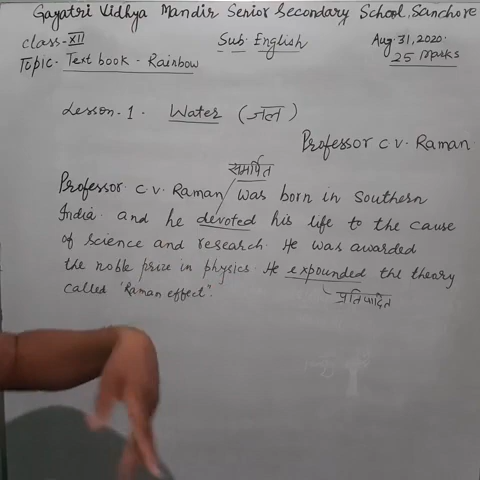 Gayatri Vidhya Mandir Senior Secondary School, Sanchore
Class-XII Sub. English Aug. 31, 2020
Topic. Text book - Rainbow 25 Marks
Lesson. 1. Water (जल)
Professor C.V. Raman
समर्पित
Professor C.V. Raman was born in Southern
India. and he devoted his life to the cause
of science and research. He was awarded
the noble prize in physics. He expounded the theory
called "Raman effect".
प्रतिपादित